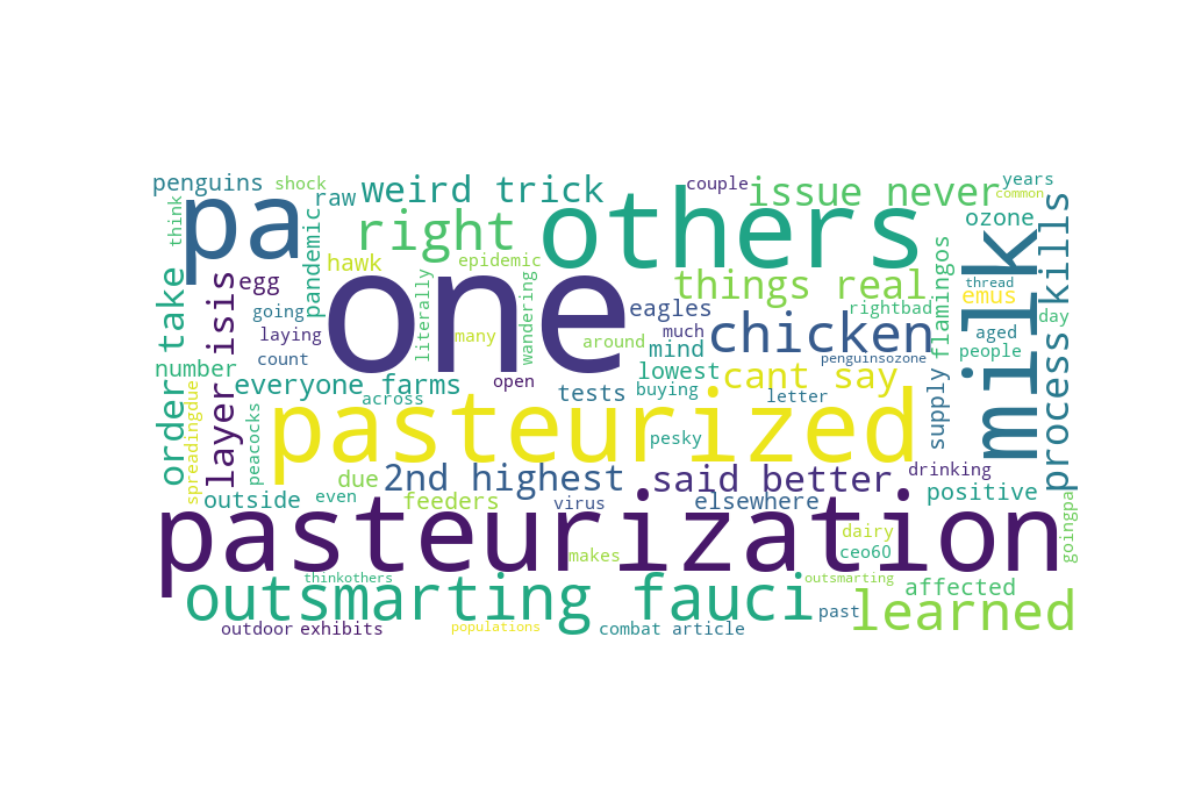 penguins
shock
raw
weird trick
couple
issue never
years
common
think
pa
pandemic
right
others
ozone
milk
process kills
hawk
epidemic
one
things real
flamingos
thread
emus
order take
layer isis
egg
going
laying
count
literally
many
wandering
eagles
around
much
mind
chicken
rightbad
penguinsozone
aged
day
people
number
everyone farms
across
open
tests
lowest
buying
cant say
letter
supply
spreadingdue
peacocks
pasteurized
pesky
due
2nd highest
said better
drinking
outside
even
feeders
virus
elsewhere
positive
goingpa
pasteurization
dairy
ceo60
makes
thinkothers
outsmarting
outsmarting fauci
affected
past
learned
outdoor
exhibits
populations
combat
article